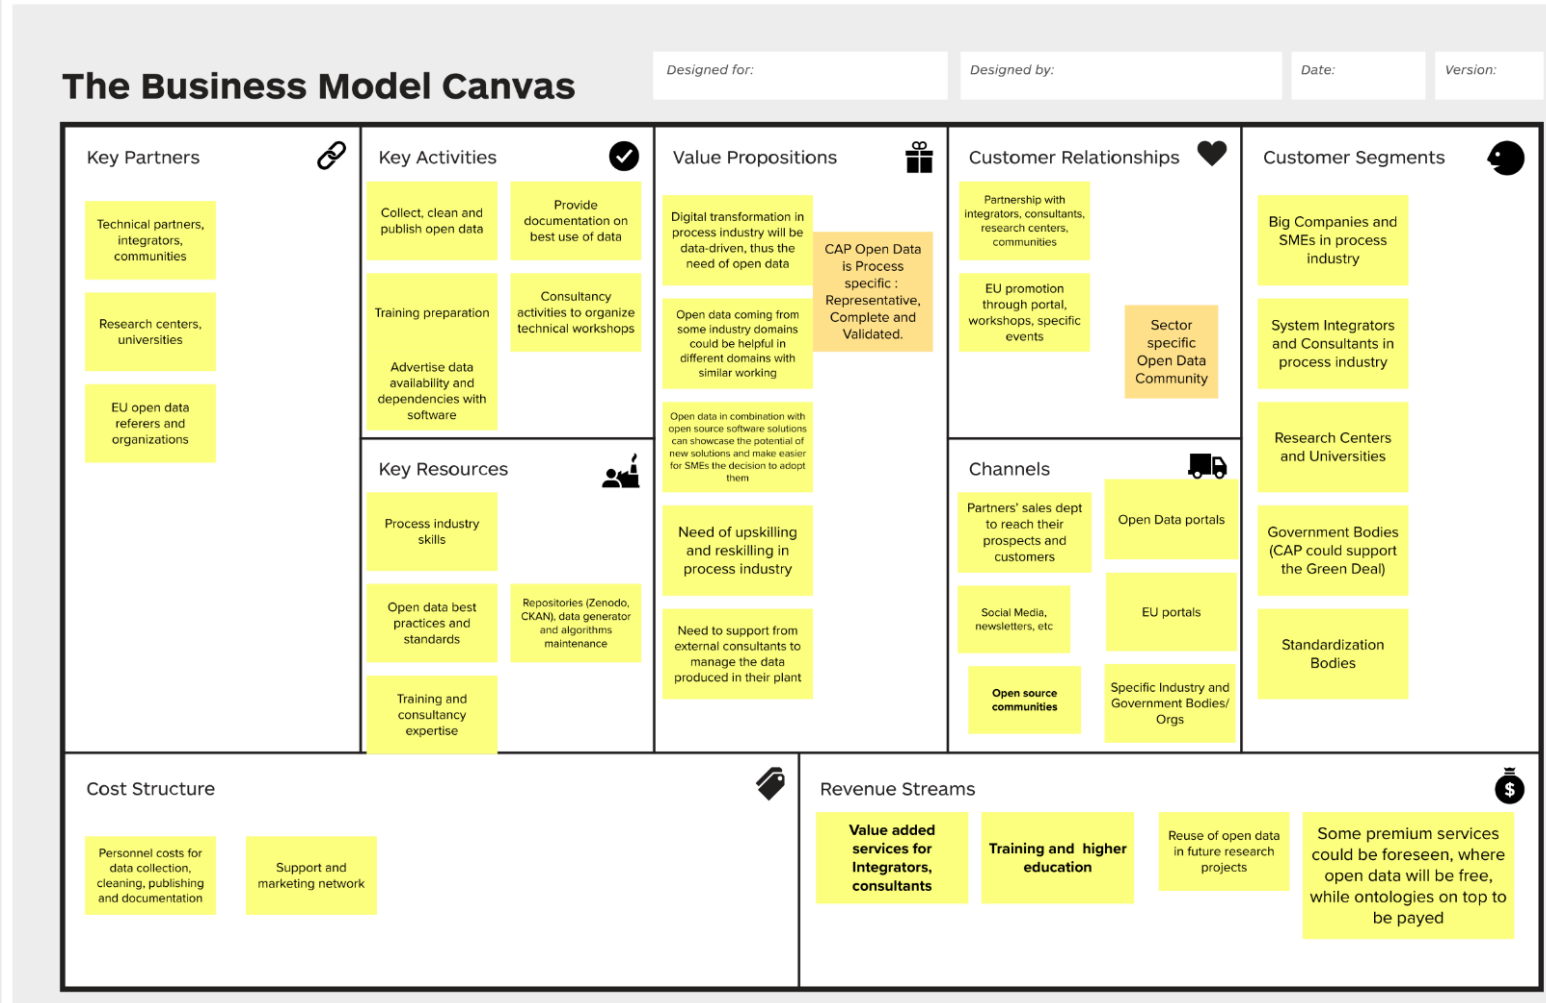 The Business Model Canvas
Designed for:
Designed by:
Date:
Version:
Key Partners
Technical partners,
integrators,
communities
Research centers,
universities
EU open data
referers and
organizations
Key Activities
Collect, clean and
publish open data
Provide
documentation on
best use of data
Training preparation
Consultancy
activities to organize
technical workshops
Advertise data
availability and
dependencies with
software
Key Resources
Process industry
skills
Open data best
practices and
standards
Repositories (Zenodo,
CKAN), data generator
and algorithms
maintenance
Training and
consultancy
expertise
Value Propositions
Digital transformation in
process industry will be
data-driven, thus the
need of open data
CAP Open Data
is Process
specific :
Representative,
Complete and
Validated.
Open data coming from
some industry domains
could be helpful in
different domains with
similar working
Open data in combination with
open source software solutions
can showcase the potential of
new solutions and make easier
for SMEs the decision to adopt
them
Need of upskilling
and reskilling in
process industry
Need to support from
external consultants to
manage the data
produced in their plant
Customer Relationships
Partnership with
integrators, consultants,
research centers,
communities
EU promotion
through portal,
workshops, specific
events
Sector
specific
Open Data
Community
Channels
Partners' sales dept
to reach their
prospects and
customers
Open Data portals
Social Media,
newsletters, etc
EU portals
Open source
communities
Specific Industry and
Government Bodies/
Orgs
Customer Segments
Big Companies and
SMEs in process
industry
System Integrators
and Consultants in
process industry
Research Centers
and Universities
Government Bodies
(CAP could support
the Green Deal)
Standardization
Bodies
Cost Structure
Personnel costs for
data collection,
cleaning, publishing
and documentation
Support and
marketing network
Revenue Streams
$
Value added
services for
Integrators,
consultants
Training and higher
education
Reuse of open data
in future research
projects
Some premium services
could be foreseen, where
open data will be free,
while ontologies on top to
be payed